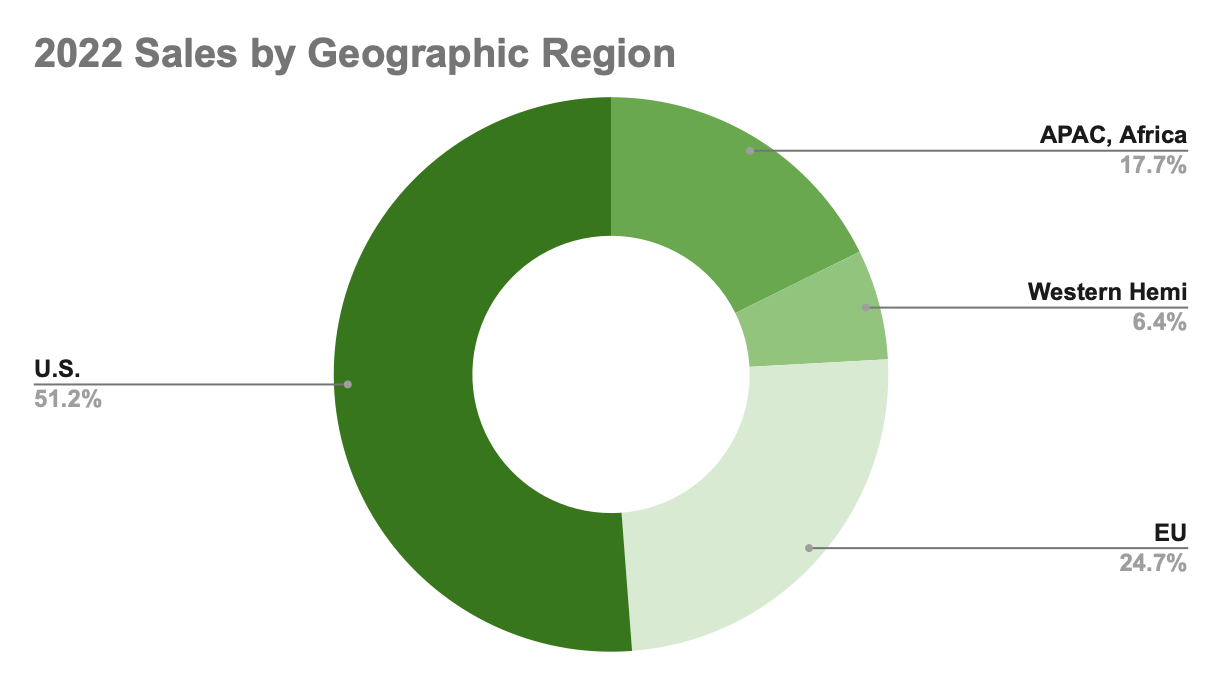 2022 Sales by Geographic Region
APAC, Africa
17.7%
Western Hemi
6.4%
U.S.
51.2%
EU
24.7%